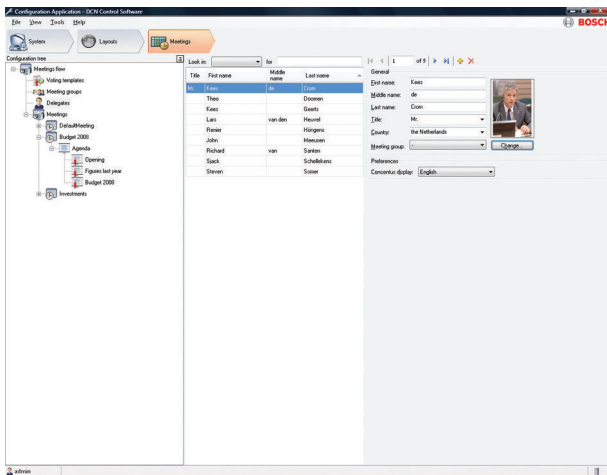 Configuration Application - DCN Control Software
File View Tools Help
BOSCH
System Layouts Meetings
Configuration tree
Meetings flow
Voting templates
Meeting groups
Delegates
Meetings
DefaultMeeting
Budget 2008
Agenda
Opening
Figures last year
Budget 2008
Investments
Look in: for
Title First name Middle name Last name
Mr. Kees de Crom
Theo Doomen
Kees Geerts
Lars van den Heuvel
Renier Höngens
John Meeuwen
Richard van Santen
Sjack Schellekens
Steven Somer
1 of 9
General
First name: Kees
Middle name: de
Last name: Crom
Title: Mr.
Country: the Netherlands
Meeting group: -
Change...
Preferences
Concentus display: English
admin